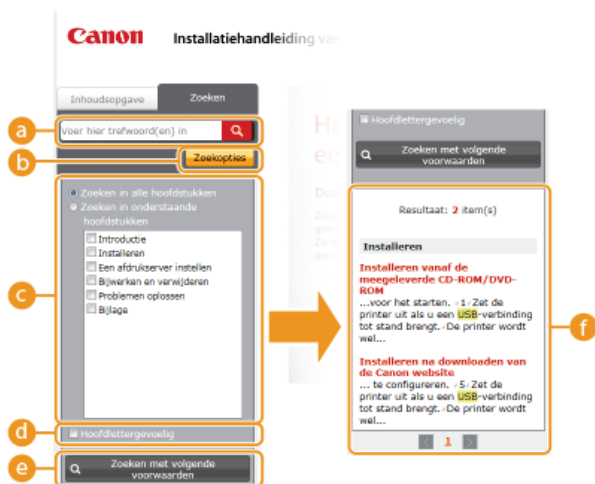 Canon Installatiehandleiding van
Inhoudsopgave Zoeken
a
Voer hier trefwoord(en) in
b
Zoekopties
c
Zoeken in alle hoofdstukken
Zoeken in onderstaande
hoofdstukken
Introductie
Installeren
Een afdrukserver instellen
Bijwerken en verwijderen
Problemen oplossen
Bijlage
d
Hoofdlettergevoelig
e
Zoeken met volgende
voorwaarden
Hoofdlettergevoelig
Zoeken met volgende
voorwaarden
f
Resultaat: 2 item(s)
Installeren
Installeren vanaf de
meegeleverde CD-ROM/DVD-
ROM
...voor het starten. 1 Zet de
printer uit als u een USB-verbinding
tot stand brengt. De printer wordt
wel...
Installeren na downloaden van
de Canon website
... te configureren. 5 Zet de
printer uit als u een USB-verbinding
tot stand brengt. De printer wordt
wel...
1